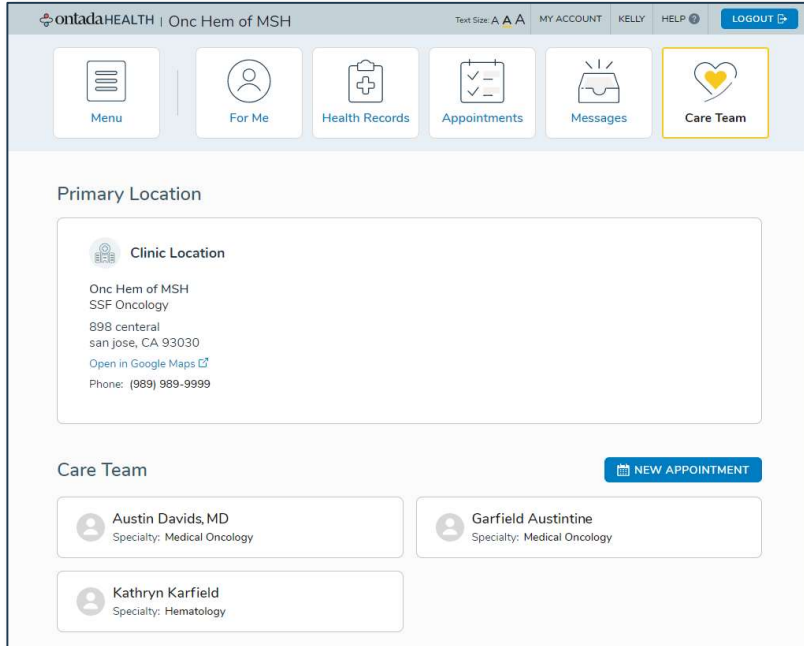 ontada HEALTH | Onc Hem of MSH
Text Size: A A A MY ACCOUNT KELLY HELP ? LOGOUT
Menu For Me Health Records Appointments Messages Care Team
Primary Location
Clinic Location
Onc Hem of MSH
SSF Oncology
898 centeral
san jose, CA 93030
Open in Google Maps
Phone: (989) 989-9999
Care Team
NEW APPOINTMENT
Austin Davids, MD
Specialty: Medical Oncology
Garfield Austintine
Specialty: Medical Oncology
Kathryn Karfield
Specialty: Hematology